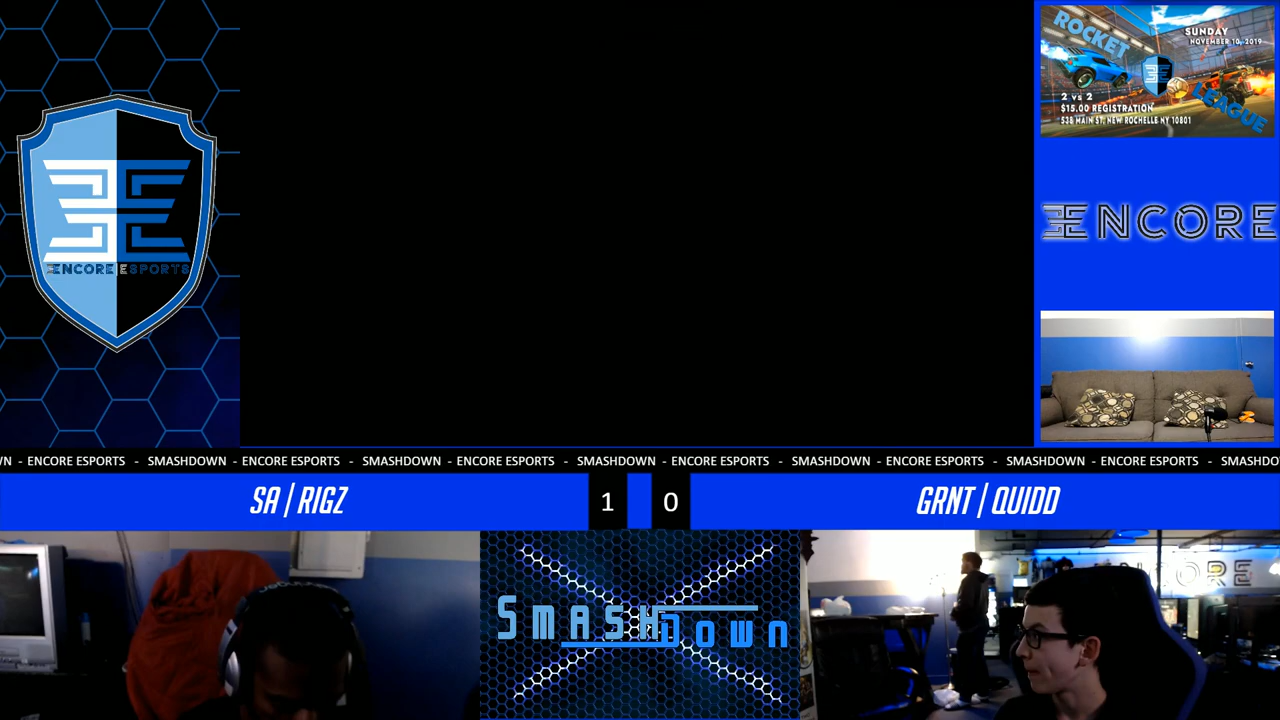 ROCKET
LEAGUE
SUNDAY
NOVEMBER 10, 2019
2 vs 2
$15.00 REGISTRATION
538 MAIN ST, NEW ROCHELLE NY 10801
ENCORE ESPORTS
ENCORE
WN - ENCORE ESPORTS - SMASHDOWN - ENCORE ESPORTS - SMASHDOWN - ENCORE ESPORTS - SMASHDOWN - ENCORE ESPORTS - SMASHDOWN - ENCORE ESPORTS - SMASHDOWN - ENCORE ESPORTS - SMASHDO
SA | RIGZ
1
0
GRNT | QUIDD
SMASHDOWN